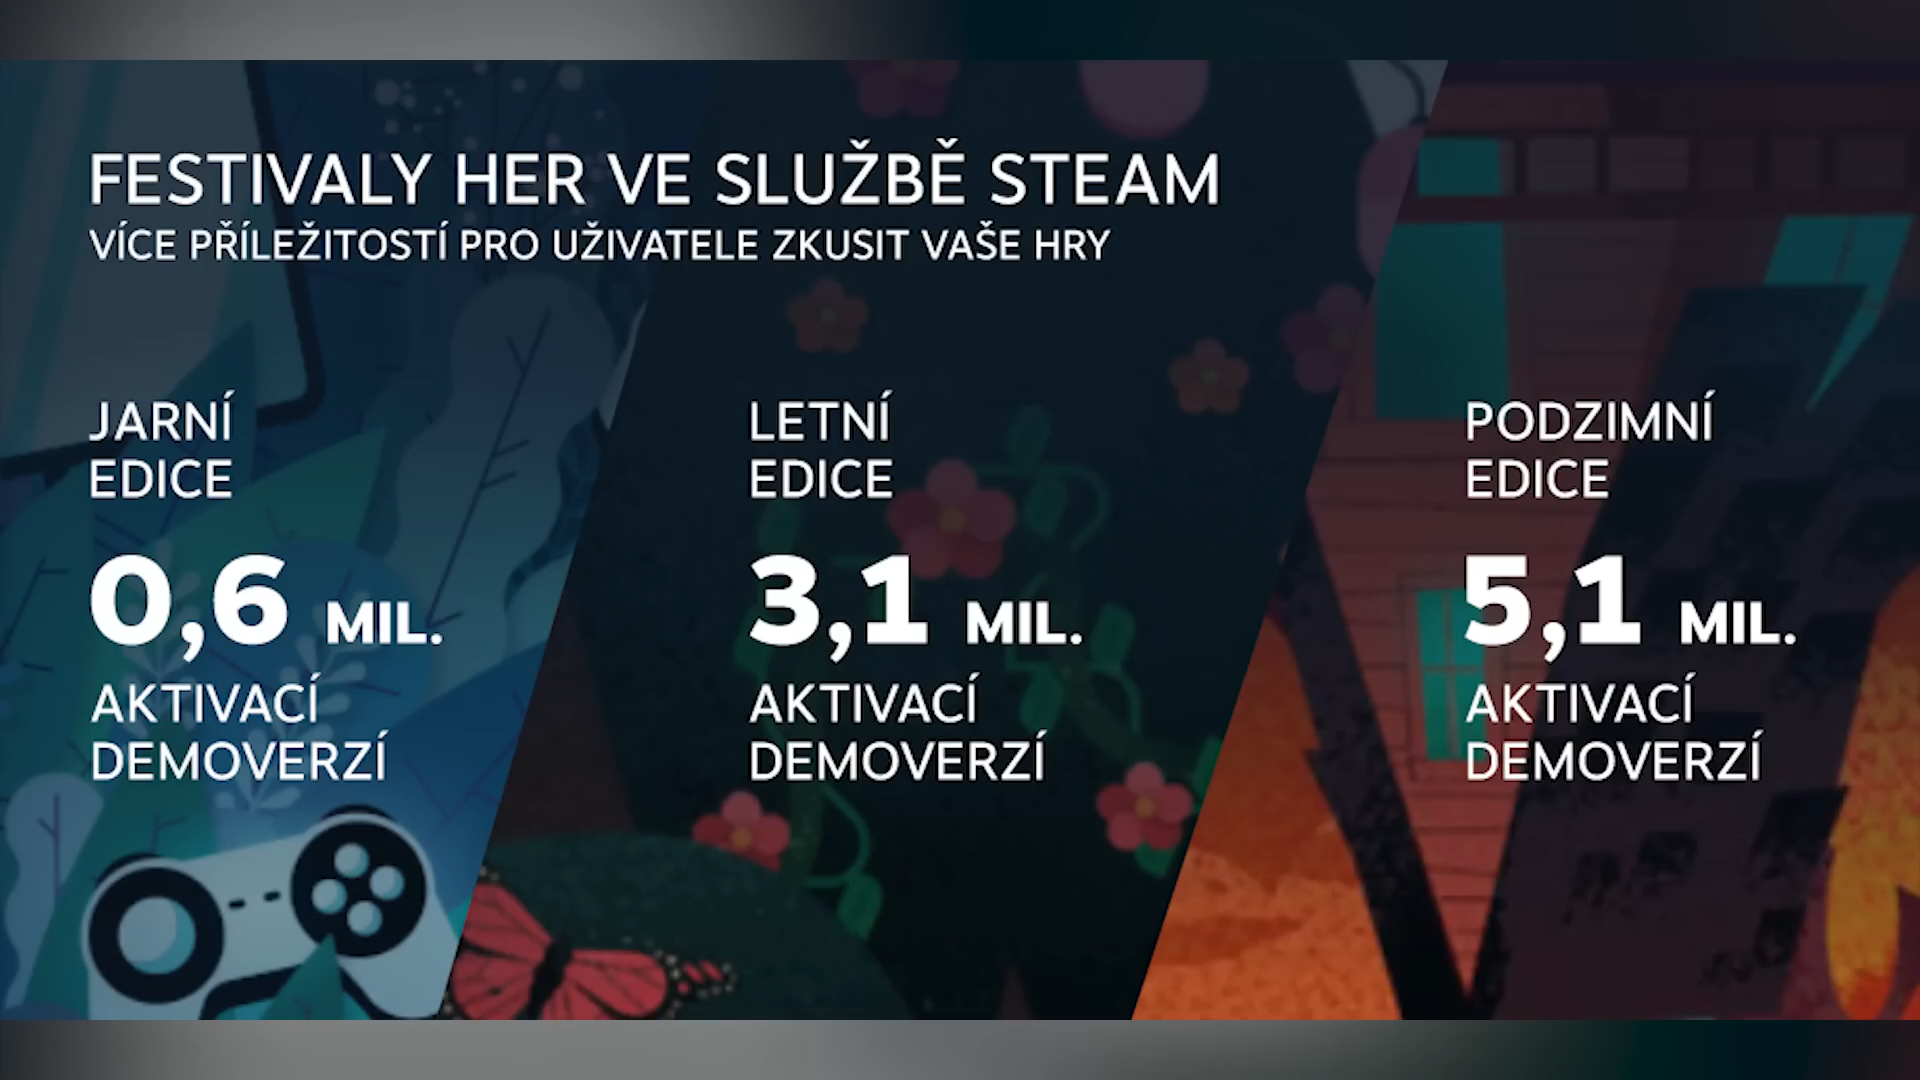 FESTIVALY HER VE SLUŽBĚ STEAM
VÍCE PŘÍLEŽITOSTÍ PRO UŽIVATELE ZKUSIT VAŠE HRY
JARNÍ
EDICE
0,6 MIL.
AKTIVACÍ
DEMOVERZÍ
LETNÍ
EDICE
3,1 MIL.
AKTIVACÍ
DEMOVERZÍ
PODZIMNÍ
EDICE
5,1 MIL.
AKTIVACÍ
DEMOVERZÍ